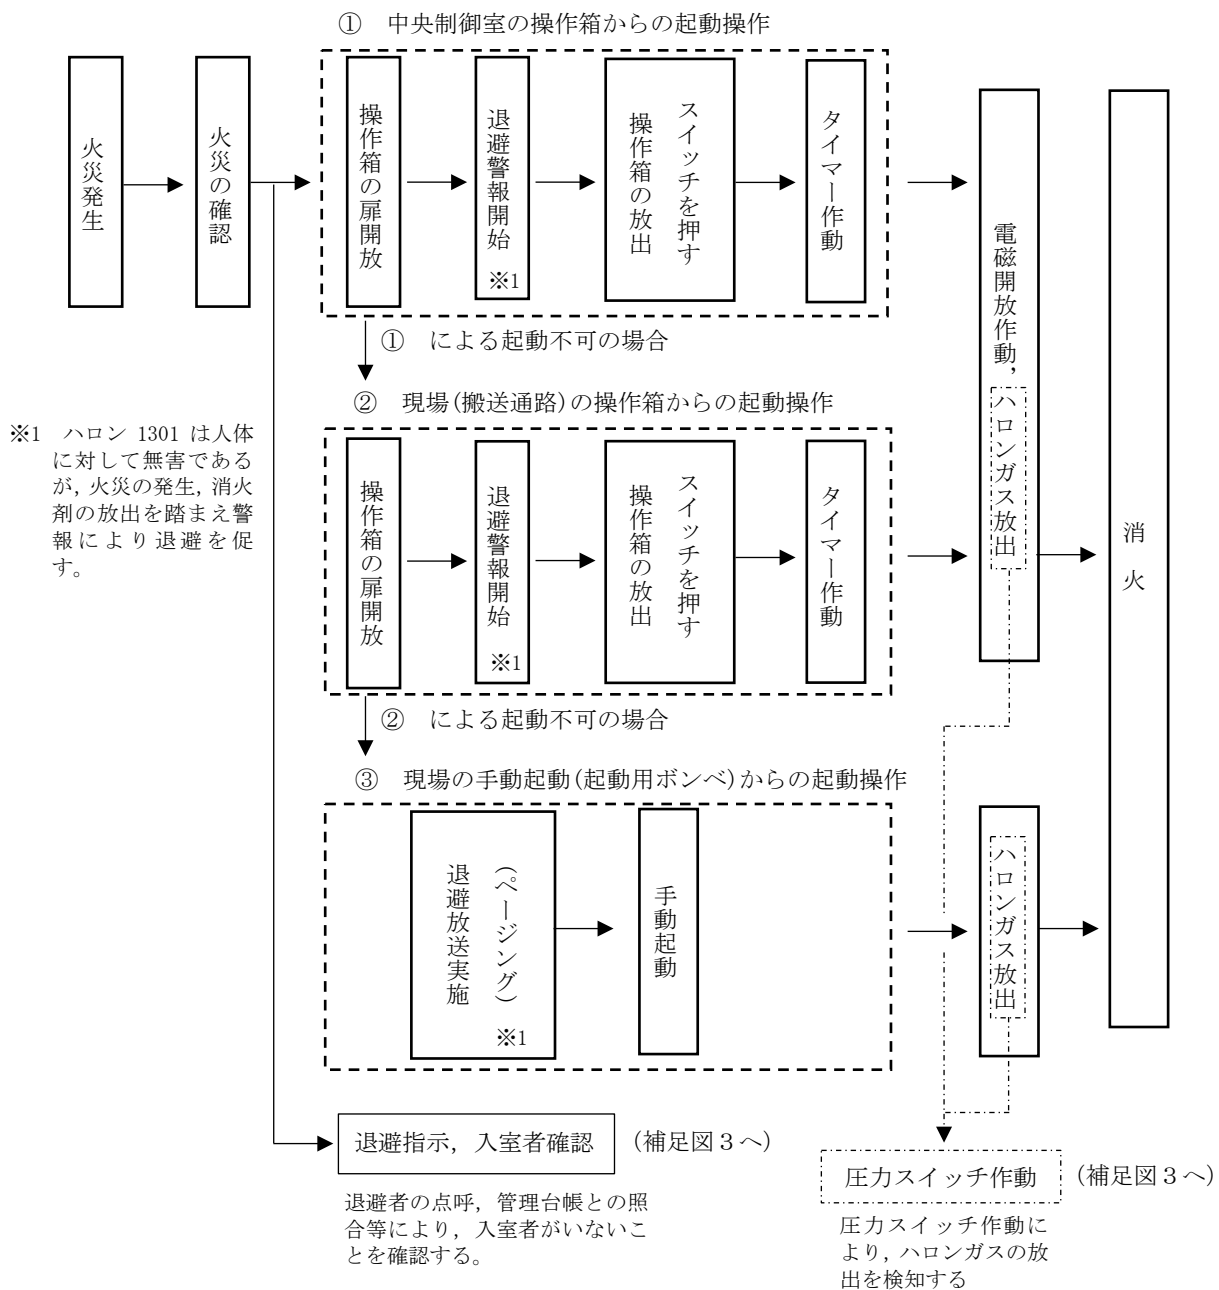 ① 中央制御室の操作箱からの起動操作
火災発生
火災の確認
操作箱の扉開放
退避警報開始
※1
操作箱の放出
スイッチを押す
タイマー作動
① による起動不可の場合
② 現場(搬送通路)の操作箱からの起動操作
操作箱の扉開放
退避警報開始
※1
操作箱の放出
スイッチを押す
タイマー作動
電磁開放作動,ハロンガス放出
消火
※1 ハロン 1301 は人体
に対して無害である
が,火災の発生,消火
剤の放出を踏まえ警
報により退避を促
す。
② による起動不可の場合
③ 現場の手動起動(起動用ボンベ)からの起動操作
退避放送実施
(ページング)
※1
手動起動
ハロンガス放出
退避指示,入室者確認
(補足図3へ)
退避者の点呼,管理台帳との照
合等により,入室者がいないこ
とを確認する。
圧力スイッチ作動
(補足図3へ)
圧力スイッチ作動に
より,ハロンガスの放
出を検知する